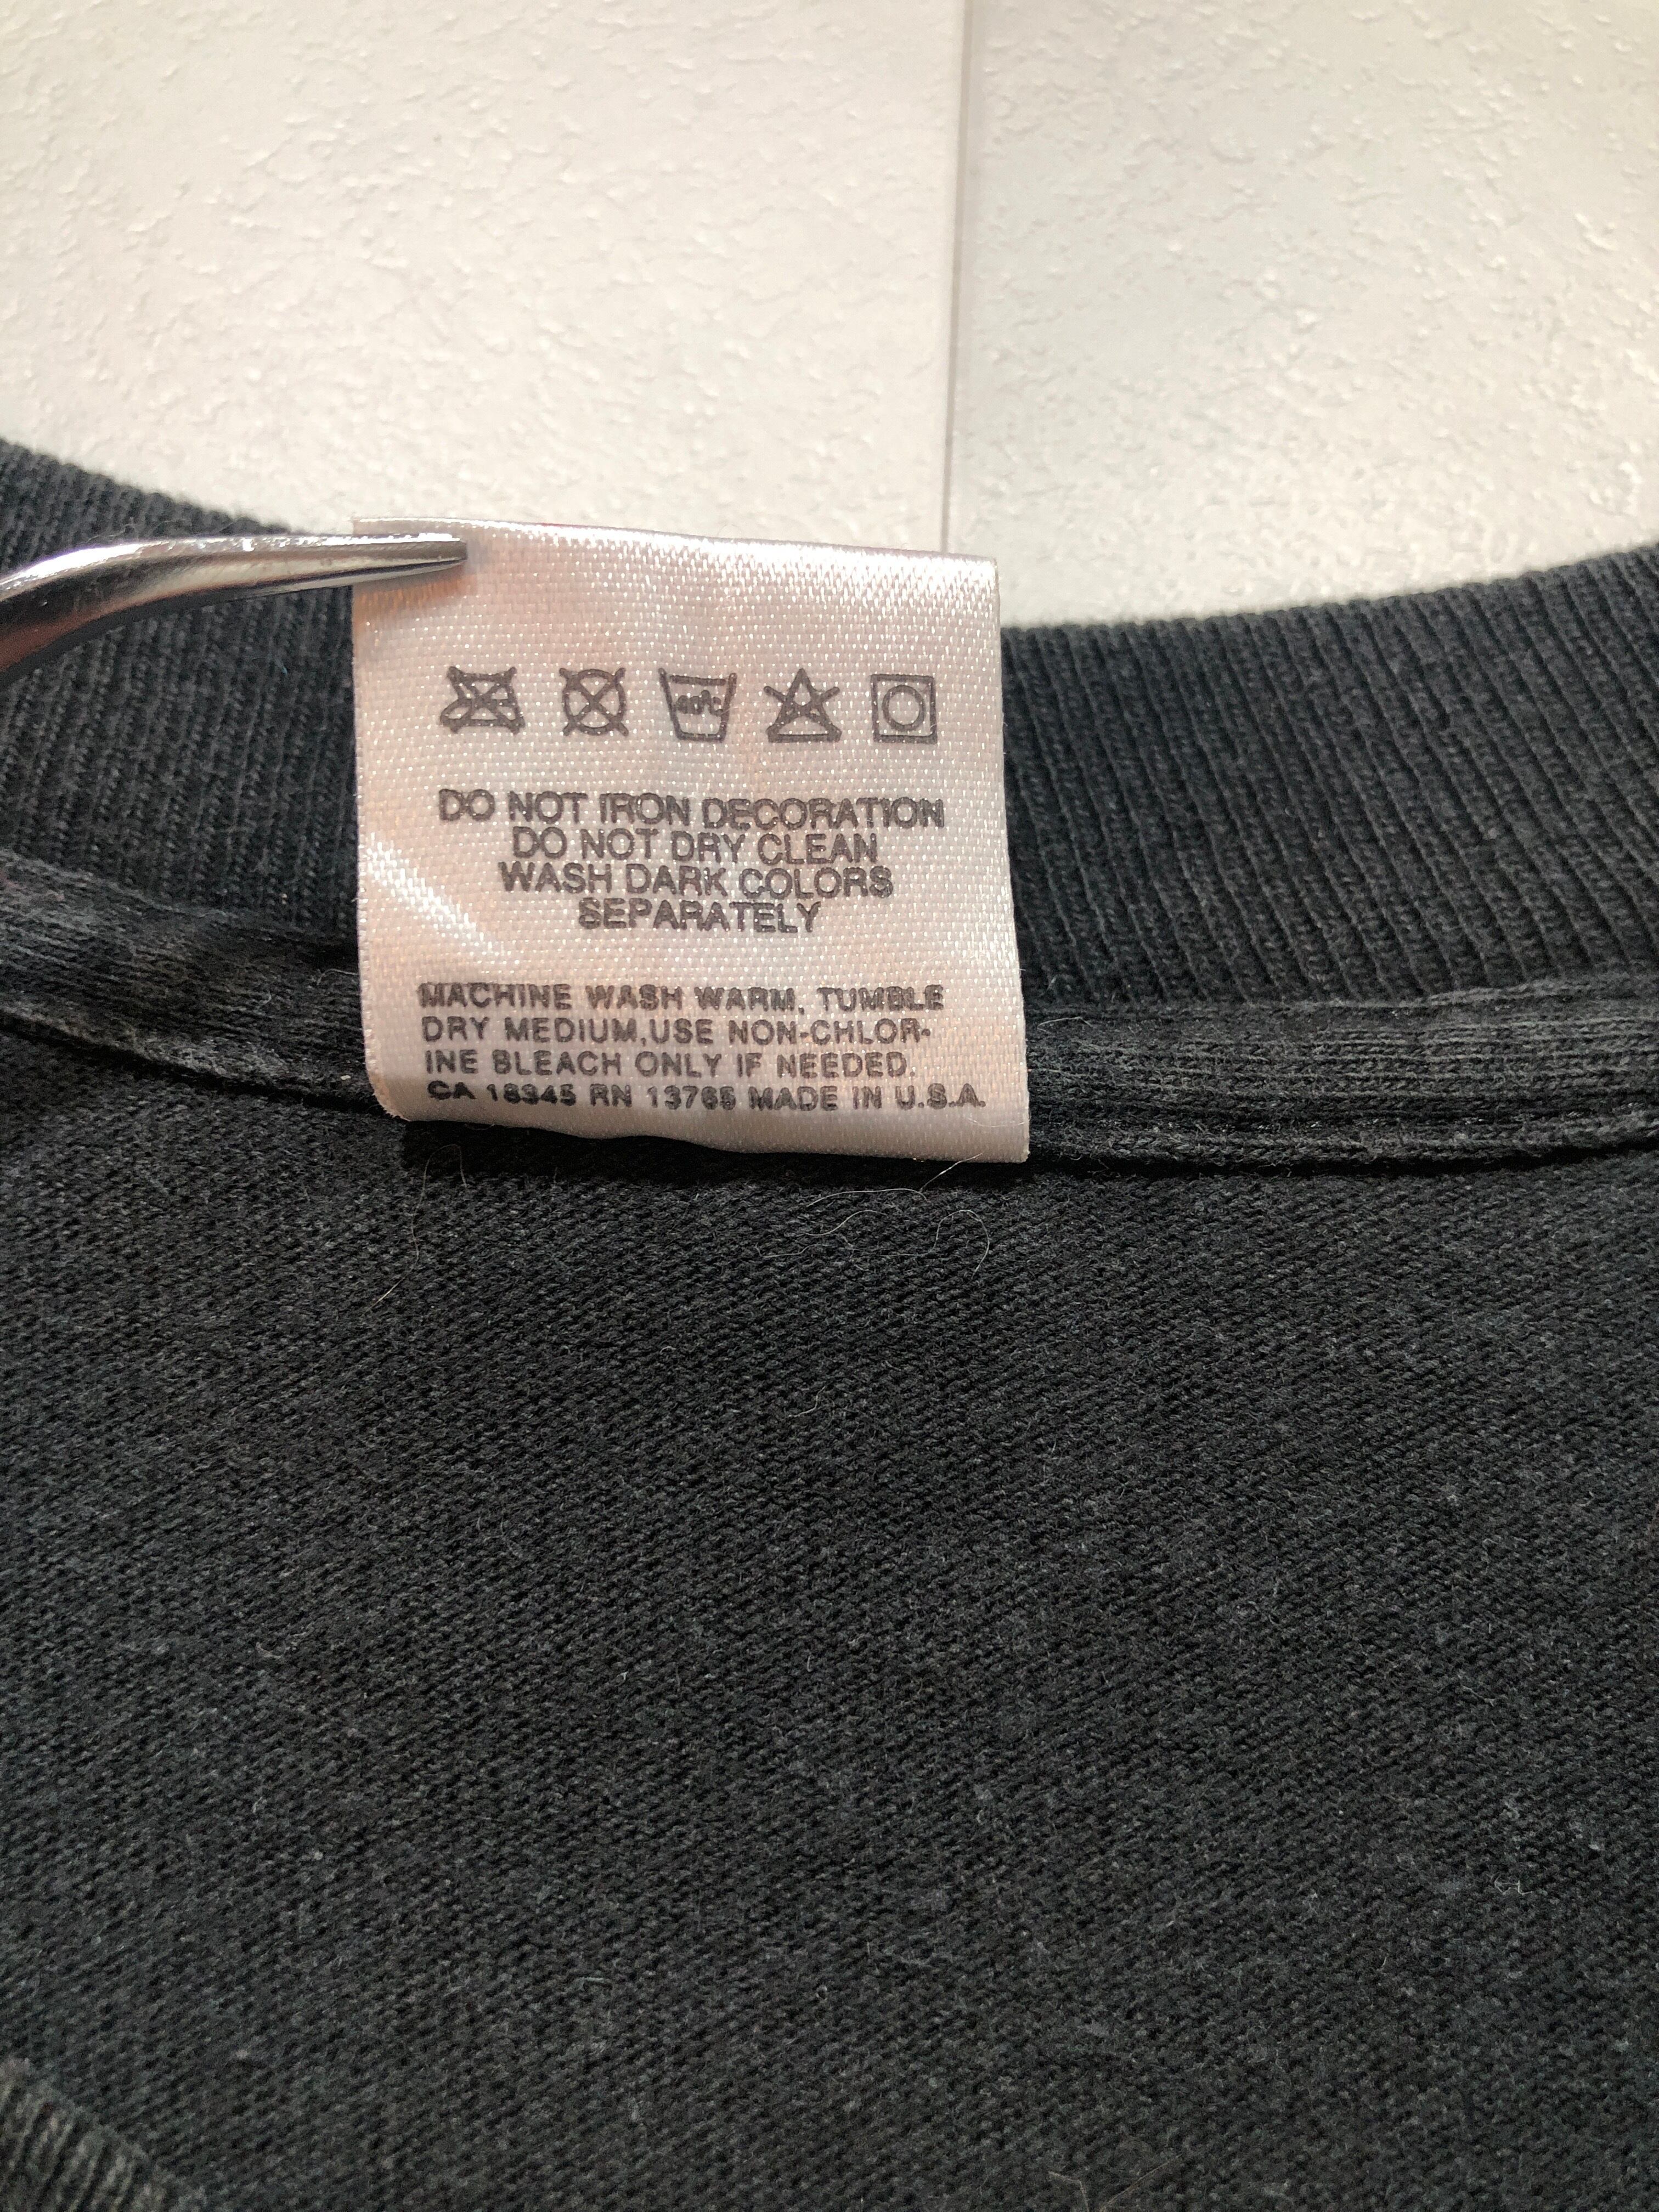 40°C
DO NOT IRON DECORATION
DO NOT DRY CLEAN
WASH DARK COLORS
SEPARATELY
MACHINE WASH WARM, TUMBLE
DRY MEDIUM,USE NON-CHLOR-
INE BLEACH ONLY IF NEEDED.
CA 18345 RN 13765 MADE IN U.S.A.